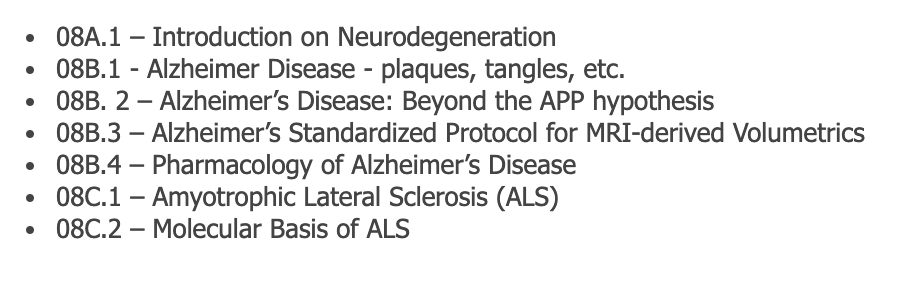 • 08A.1 – Introduction on Neurodegeneration
• 08B.1 - Alzheimer Disease - plaques, tangles, etc.
• 08B. 2 – Alzheimer’s Disease: Beyond the APP hypothesis
• 08B.3 – Alzheimer’s Standardized Protocol for MRI-derived Volumetrics
• 08B.4 – Pharmacology of Alzheimer’s Disease
• 08C.1 – Amyotrophic Lateral Sclerosis (ALS)
• 08C.2 – Molecular Basis of ALS